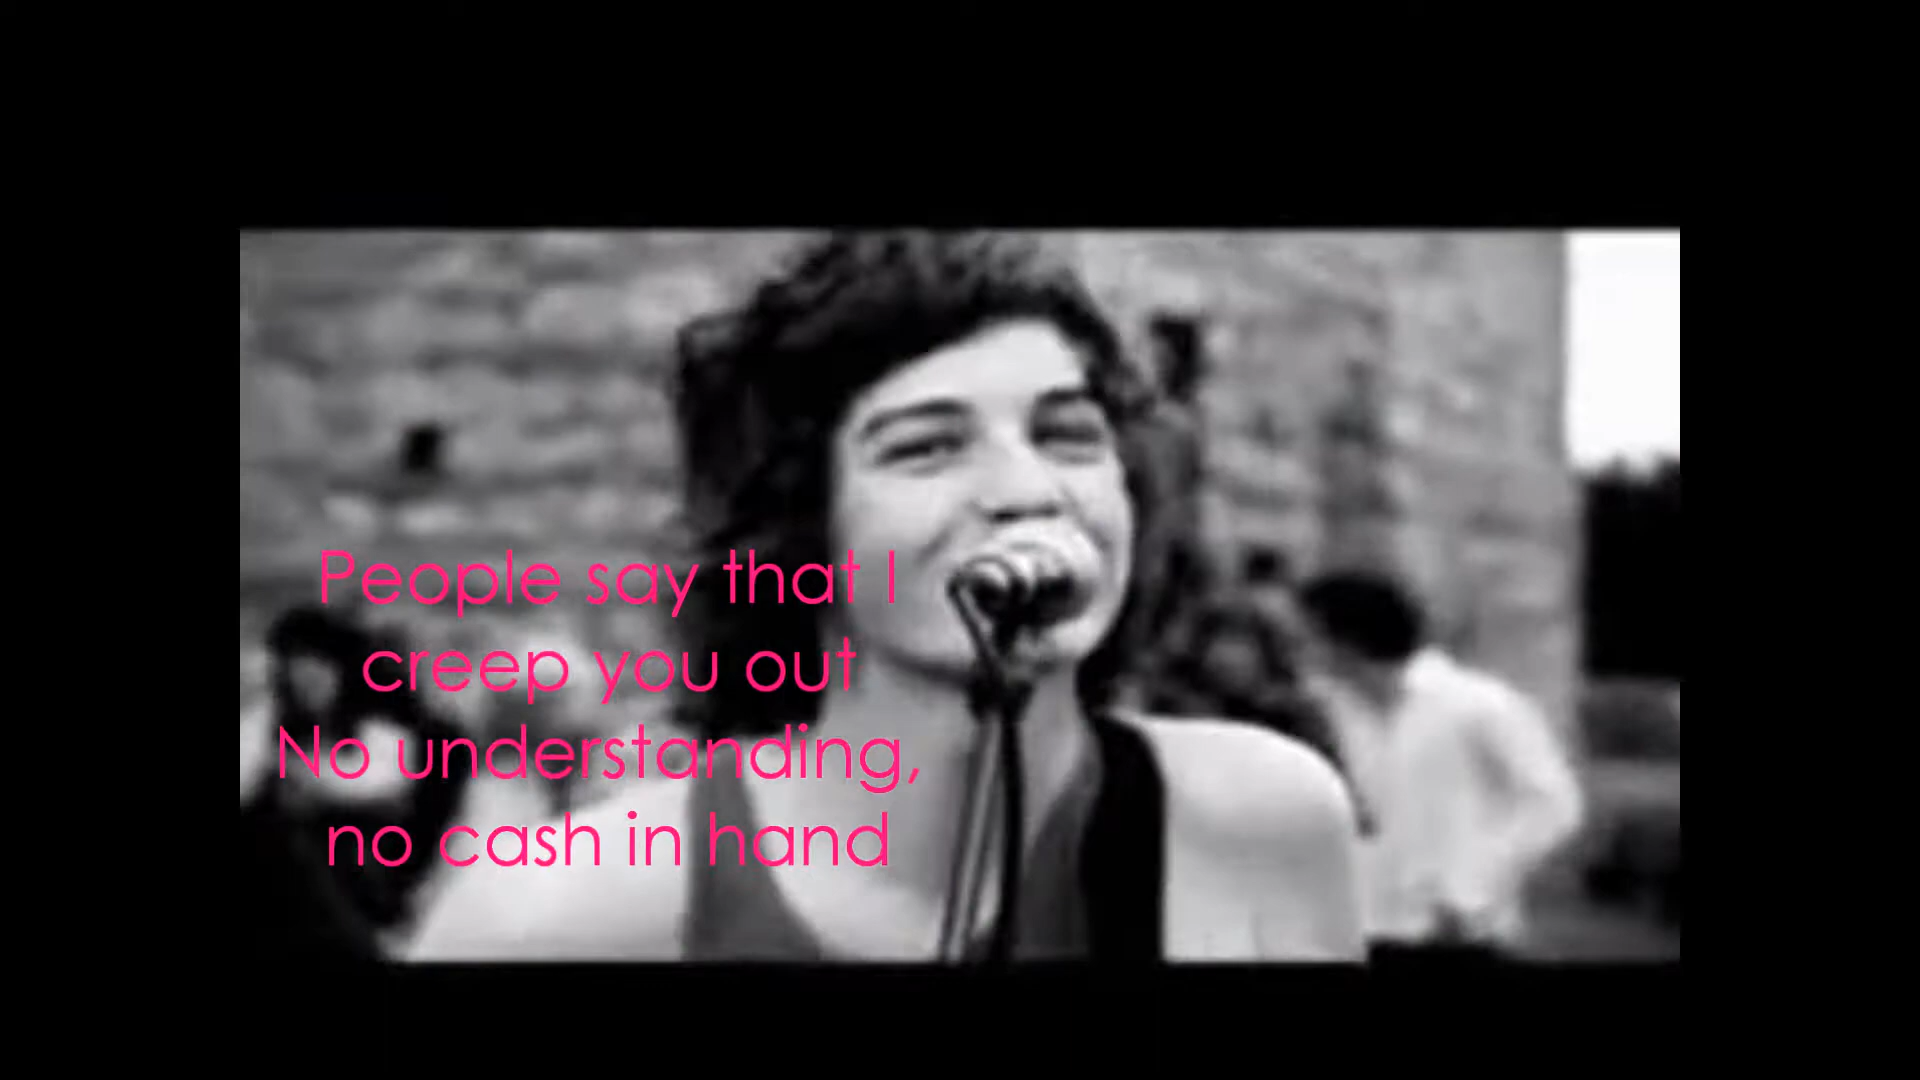 People say that I
creep you out
No understanding,
no cash in hand